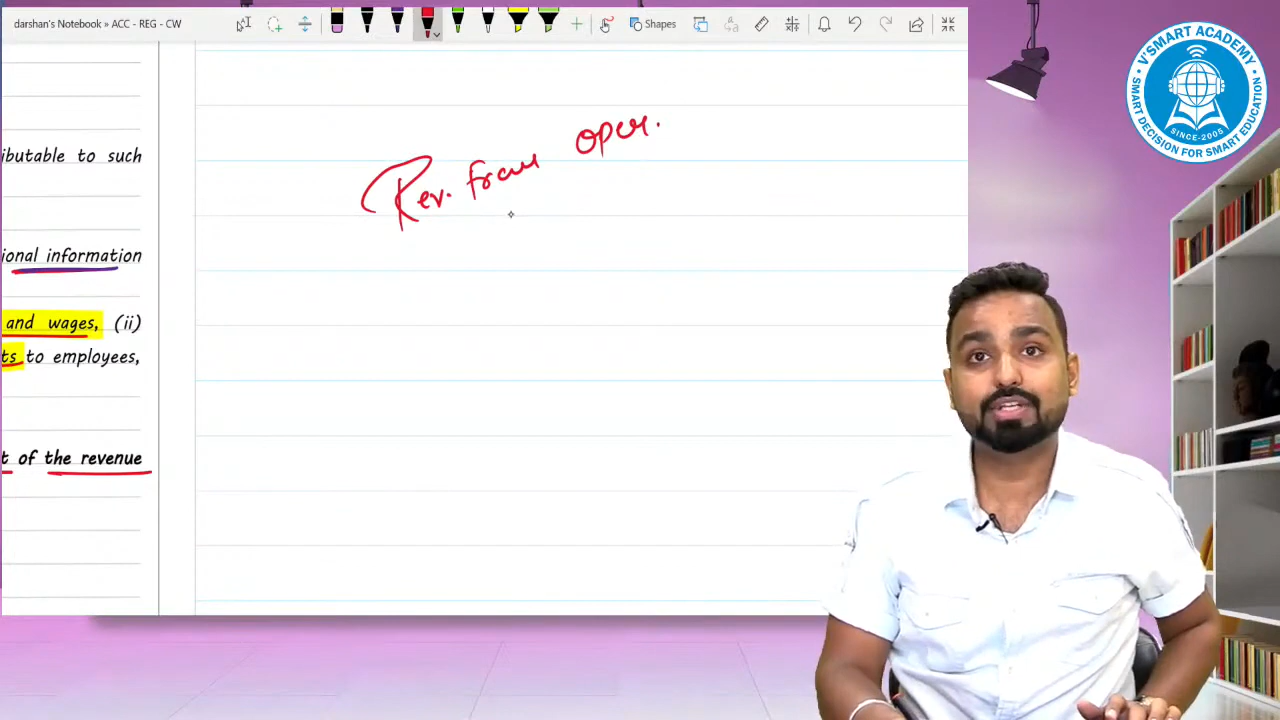 darshan's Notebook » ACC - REG - CW
Shapes
ibutable to such
ional information
and wages, (ii)
ts to employees,
t of the revenue
Rev. from oper.
V'SMART ACADEMY
SINCE-2005
SMART DECISION FOR SMART EDUCATION